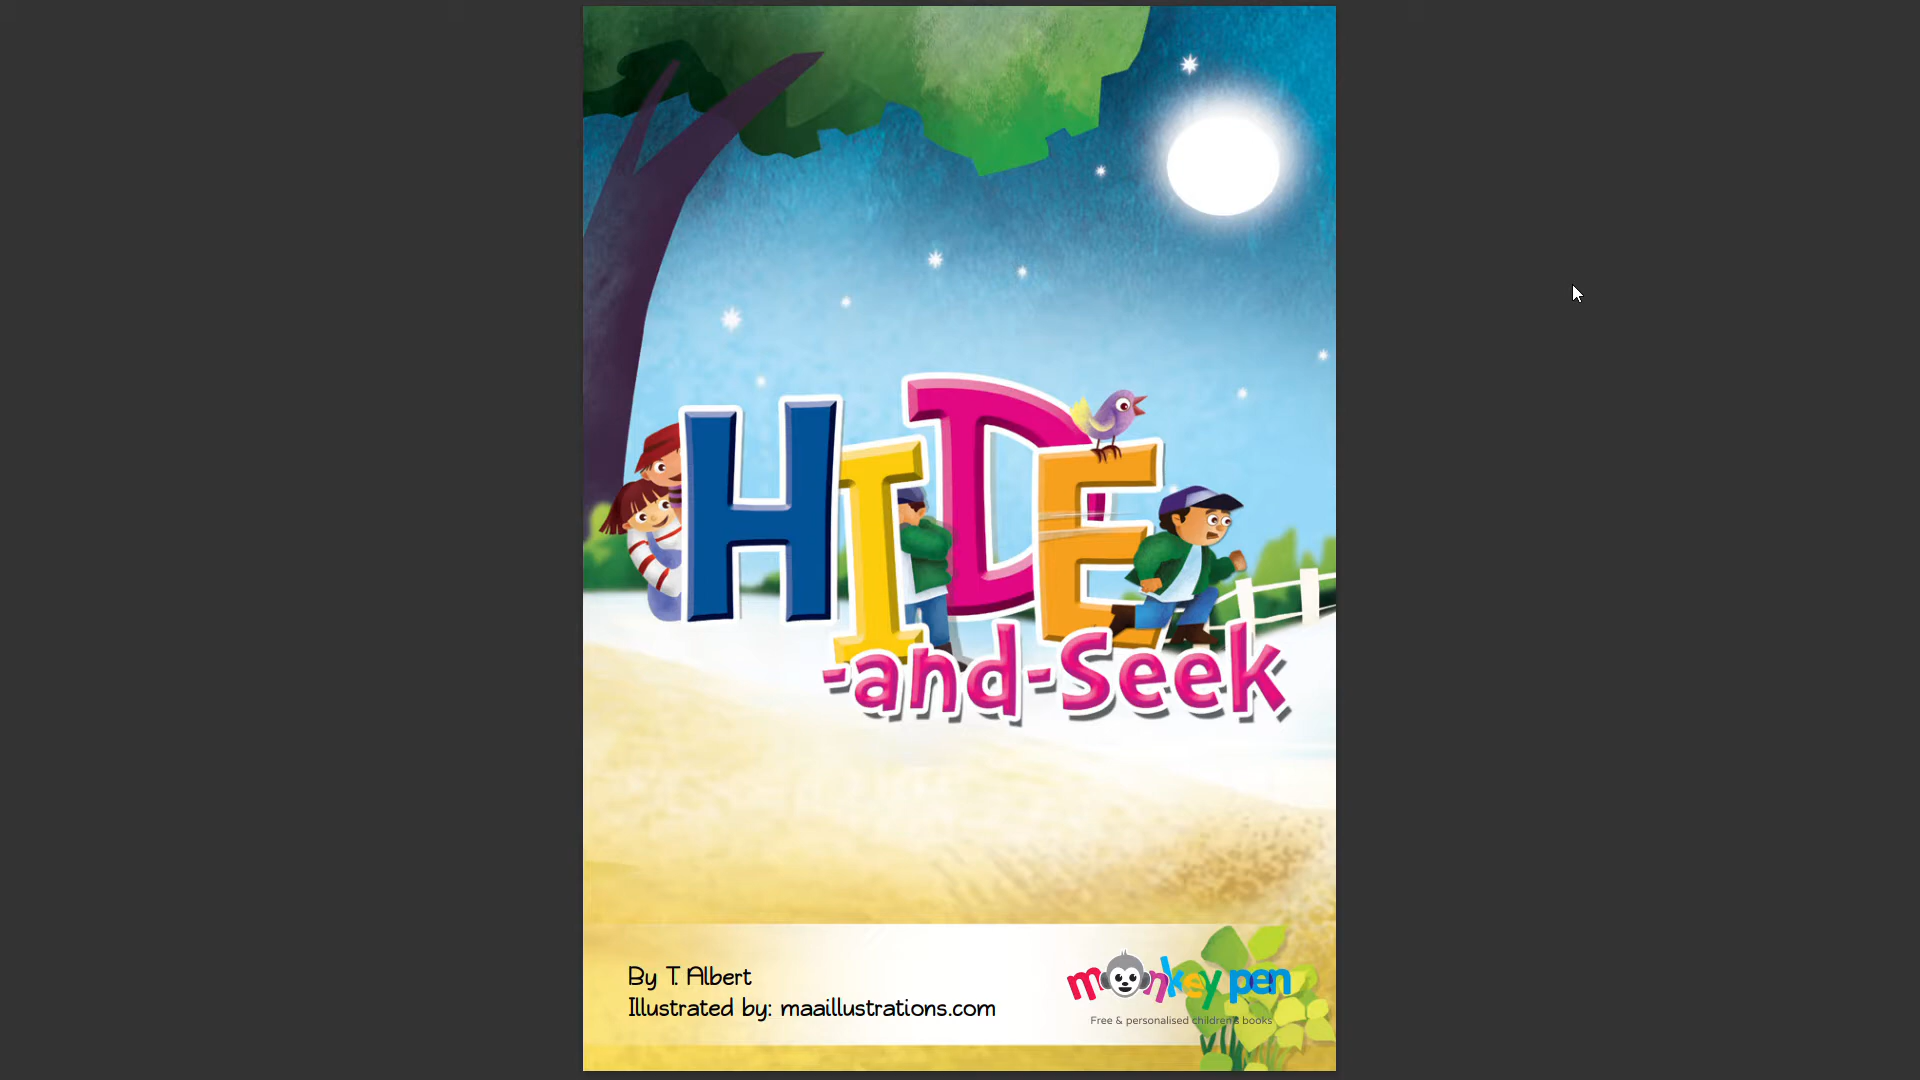 HIDE
-and-Seek
By T. Albert
Illustrated by: maaillustrations.com
monkey pen
Free & personalised children's books